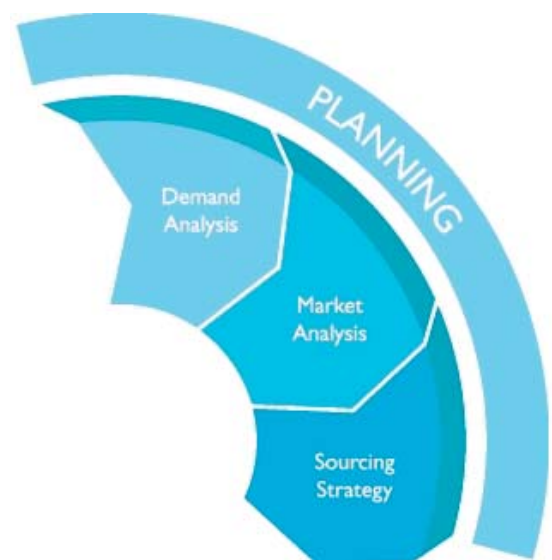 PLANNING
Demand
Analysis
Market
Analysis
Sourcing
Strategy